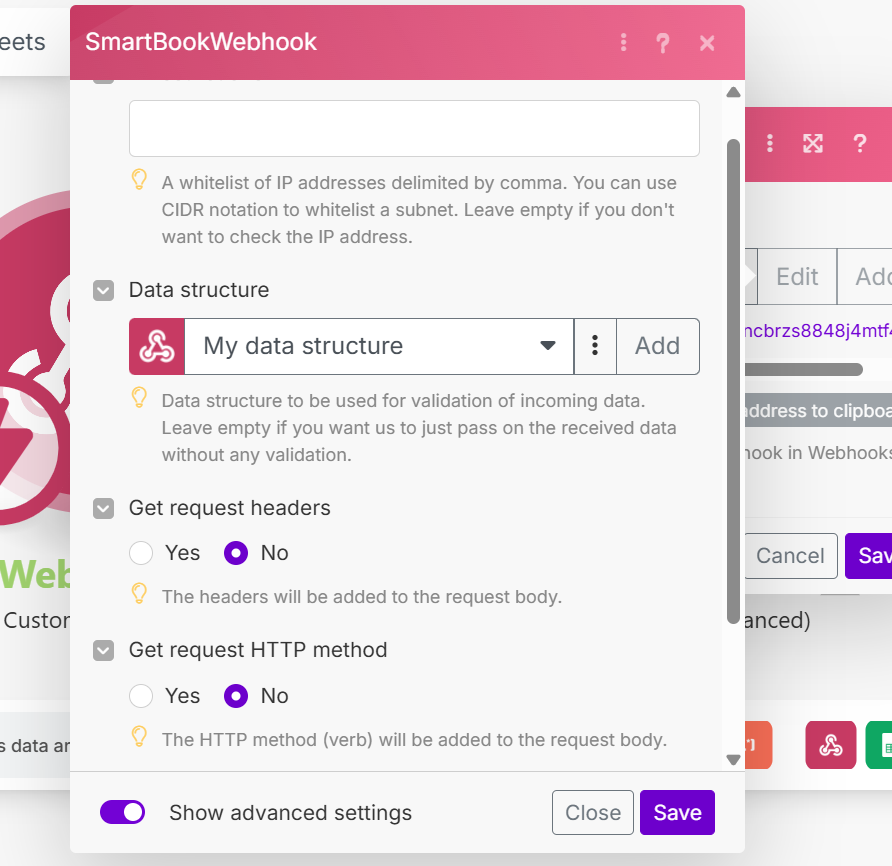 eets
SmartBookWebhook
?
?
A whitelist of IP addresses delimited by comma. You can use
CIDR notation to whitelist a subnet. Leave empty if you don't
want to check the IP address.
Data structure
My data structure
Add
Data structure to be used for validation of incoming data.
Leave empty if you want us to just pass on the received data
without any validation.
Get request headers
Yes No
The headers will be added to the request body.
Get request HTTP method
Yes No
The HTTP method (verb) will be added to the request body.
Show advanced settings
Close Save
Edit
Add
ncbrzs8848j4mtf4
address to clipboa
hook in Webhooks
Cancel Sav
Web
Custor
anced)
s data ar